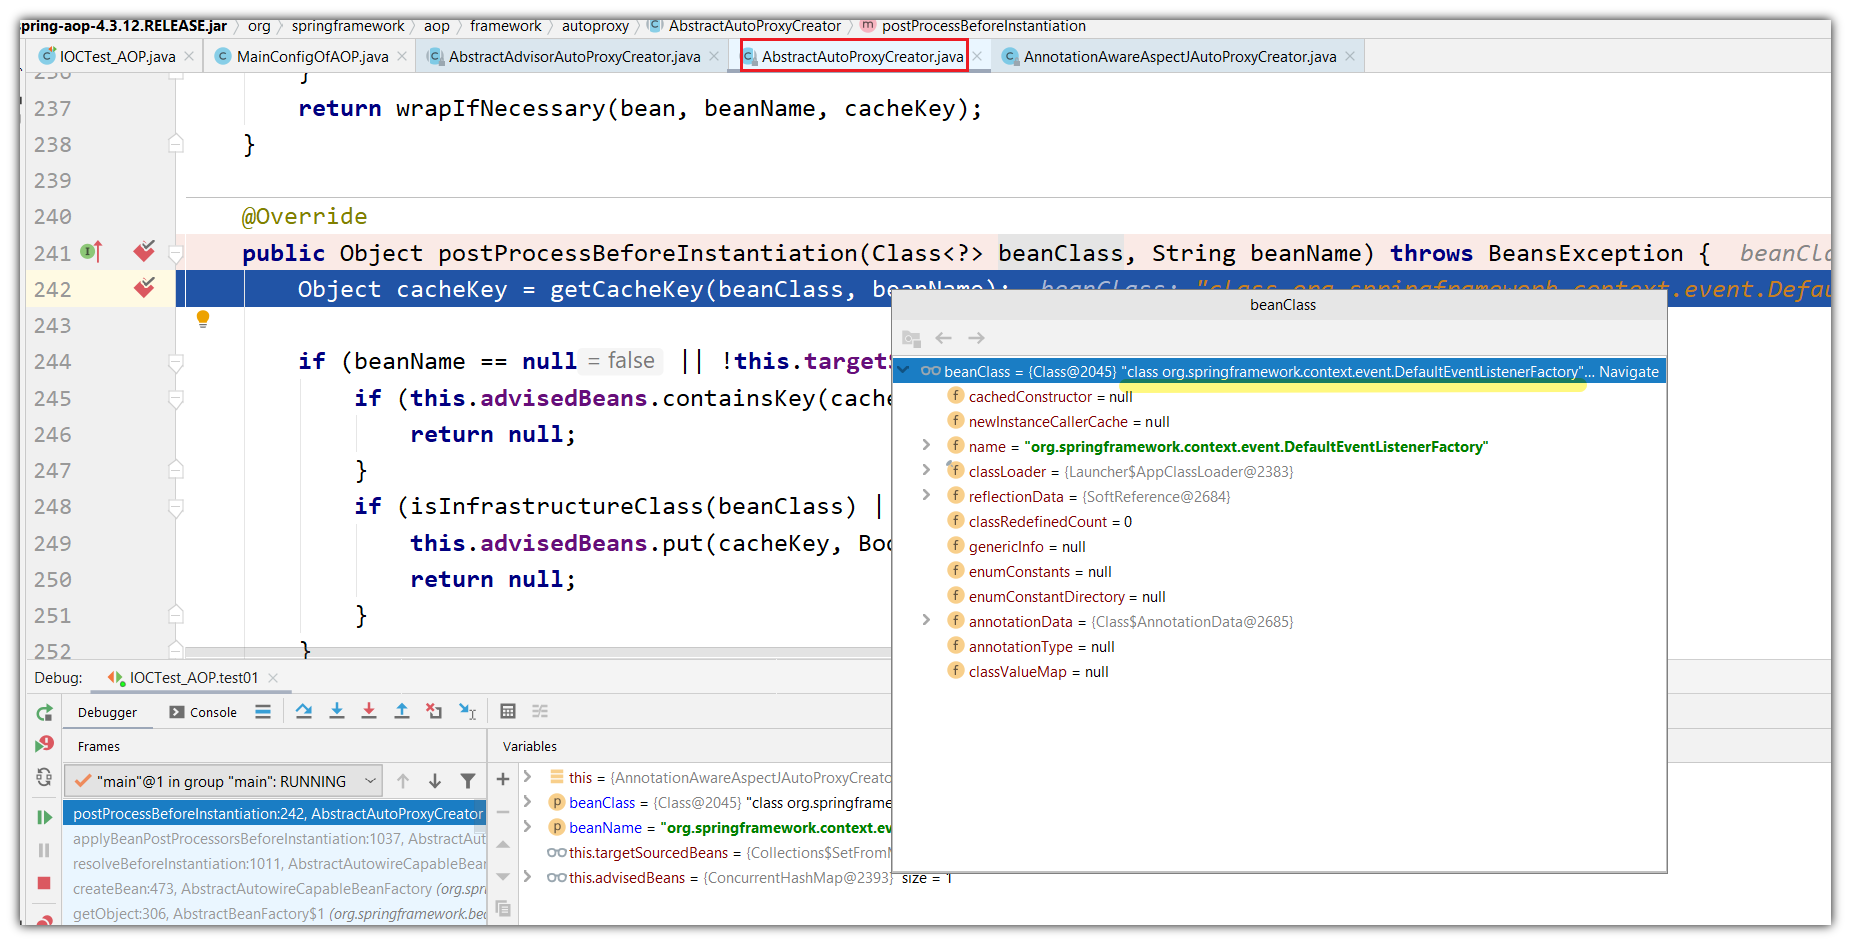 pring-aop-4.3.12.RELEASE.jar › org › springframework › aop › framework › autoproxy › AbstractAutoProxyCreator › postProcessBeforeInstantiation
IOCTest_AOP.java MainConfigOfAOP.java AbstractAdvisorAutoProxyCreator.java AbstractAutoProxyCreator.java AnnotationAwareAspectJAutoProxyCreator.java
236 }
237 return wrapIfNecessary(bean, beanName, cacheKey);
238 }
239
240 @Override
241 public Object postProcessBeforeInstantiation(Class<?> beanClass, String beanName) throws BeansException { beanCla
242 Object cacheKey = getCacheKey(beanClass, beanName); beanClass: "class org.springframework.context.event.Defau
243
244 if (beanName == null = false || !this.targetS
245 if (this.advisedBeans.containsKey(cache
246 return null;
247 }
248 if (isInfrastructureClass(beanClass) |
249 this.advisedBeans.put(cacheKey, Boo
250 return null;
251 }
252 }
beanClass
beanClass = {Class@2045} "class org.springframework.context.event.DefaultEventListenerFactory"... Navigate
cachedConstructor = null
newInstanceCallerCache = null
name = "org.springframework.context.event.DefaultEventListenerFactory"
classLoader = {Launcher$AppClassLoader@2383}
reflectionData = {SoftReference@2684}
classRedefinedCount = 0
genericInfo = null
enumConstants = null
enumConstantDirectory = null
annotationData = {Class$AnnotationData@2685}
annotationType = null
classValueMap = null
Debug: IOCTest_AOP.test01
Debugger Console
Frames Variables
"main"@1 in group "main": RUNNING
postProcessBeforeInstantiation:242, AbstractAutoProxyCreator
applyBeanPostProcessorsBeforeInstantiation:1037, AbstractAut
resolveBeforeInstantiation:1011, AbstractAutowireCapableBean
createBean:473, AbstractAutowireCapableBeanFactory (org.spri
getObject:306, AbstractBeanFactory$1 (org.springframework.bea
this = {AnnotationAwareAspectJAutoProxyCreato
beanClass = {Class@2045} "class org.springframe
beanName = "org.springframework.context.ev
this.targetSourcedBeans = {Collections$SetFromM
this.advisedBeans = {ConcurrentHashMap@2393} size = 1